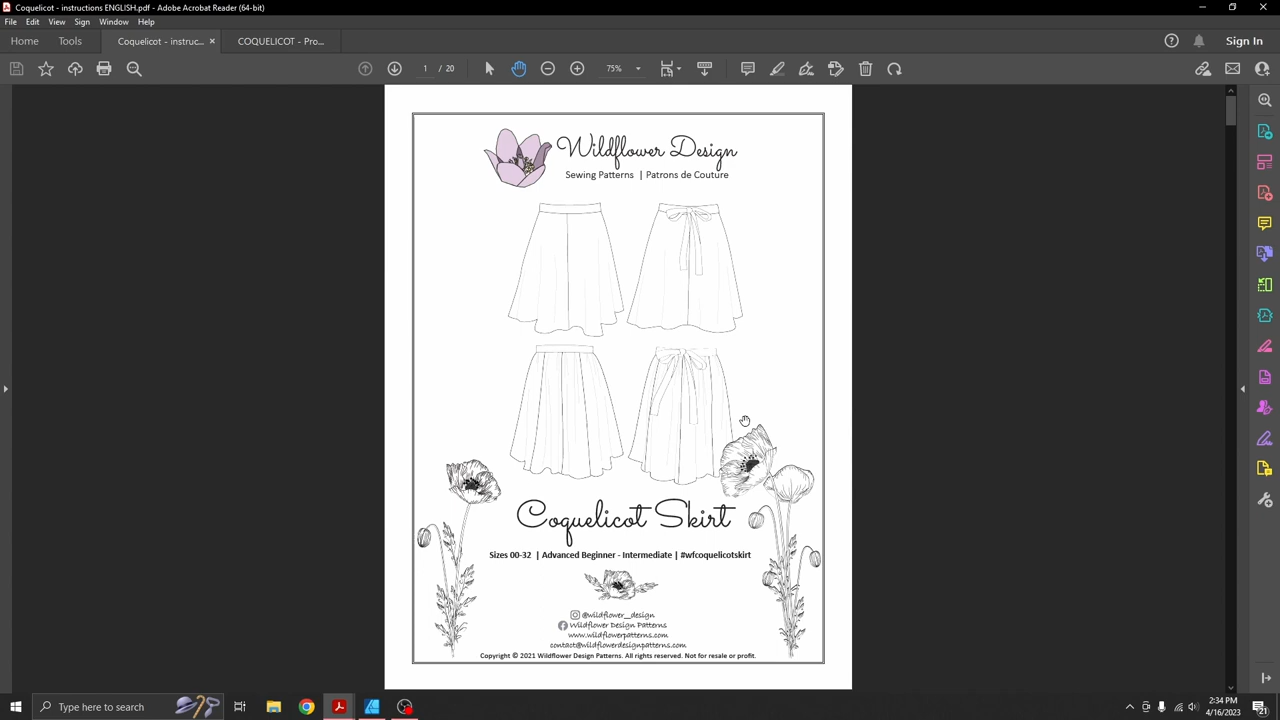 Coquelicot - instructions ENGLISH.pdf - Adobe Acrobat Reader (64-bit)
File Edit View Sign Window Help
Home Tools Coquelicot - instruc... × COQUELICOT - Pro... Sign In
1 / 20 75%
Wildflower Design
Sewing Patterns | Patrons de Couture
Coquelicot Skirt
Sizes 00-32 | Advanced Beginner - Intermediate | #wfcoquelicotskirt
@wildflower__design
Wildflower Design Patterns
www.wildflowerpatterns.com
contact@wildflowerdesignpatterns.com
Copyright © 2021 Wildflower Design Patterns. All rights reserved. Not for resale or profit.
Type here to search
2:34 PM
4/16/2023